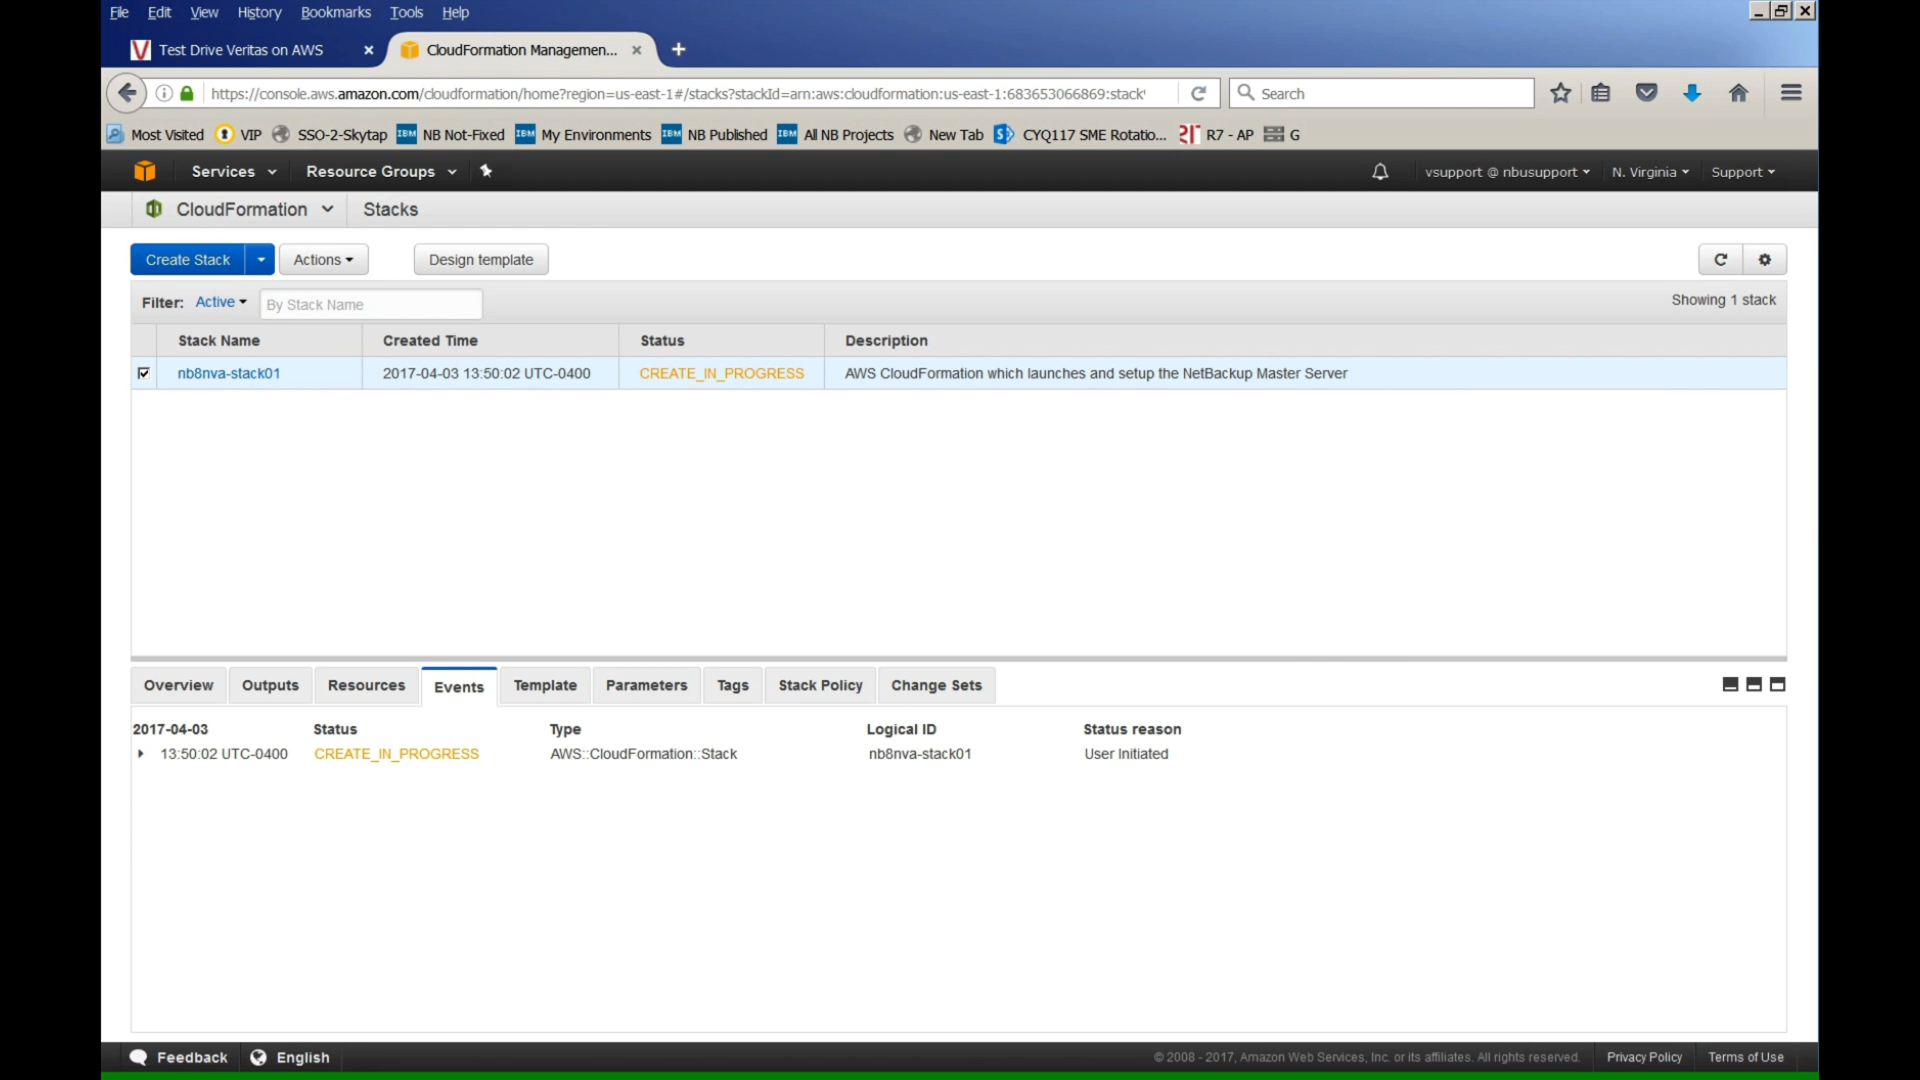 File Edit View History Bookmarks Tools Help
Test Drive Veritas on AWS
CloudFormation Managemen...
https://console.aws.amazon.com/cloudformation/home?region=us-east-1#/stacks?stackId=arn:aws:cloudformation:us-east-1:683653066869:stack
Search
Most Visited VIP SSO-2-Skytap IBM NB Not-Fixed IBM My Environments IBM NB Published IBM All NB Projects New Tab CYQ117 SME Rotatio... R7 - AP G
Services Resource Groups vsupport @ nbusupport N. Virginia Support
CloudFormation Stacks
Create Stack Actions Design template
Filter: Active By Stack Name Showing 1 stack
Stack Name Created Time Status Description
nb8nva-stack01 2017-04-03 13:50:02 UTC-0400 CREATE_IN_PROGRESS AWS CloudFormation which launches and setup the NetBackup Master Server
Overview Outputs Resources Events Template Parameters Tags Stack Policy Change Sets
2017-04-03 Status Type Logical ID Status reason
13:50:02 UTC-0400 CREATE_IN_PROGRESS AWS::CloudFormation::Stack nb8nva-stack01 User Initiated
Feedback English © 2008 - 2017, Amazon Web Services, Inc. or its affiliates. All rights reserved. Privacy Policy Terms of Use